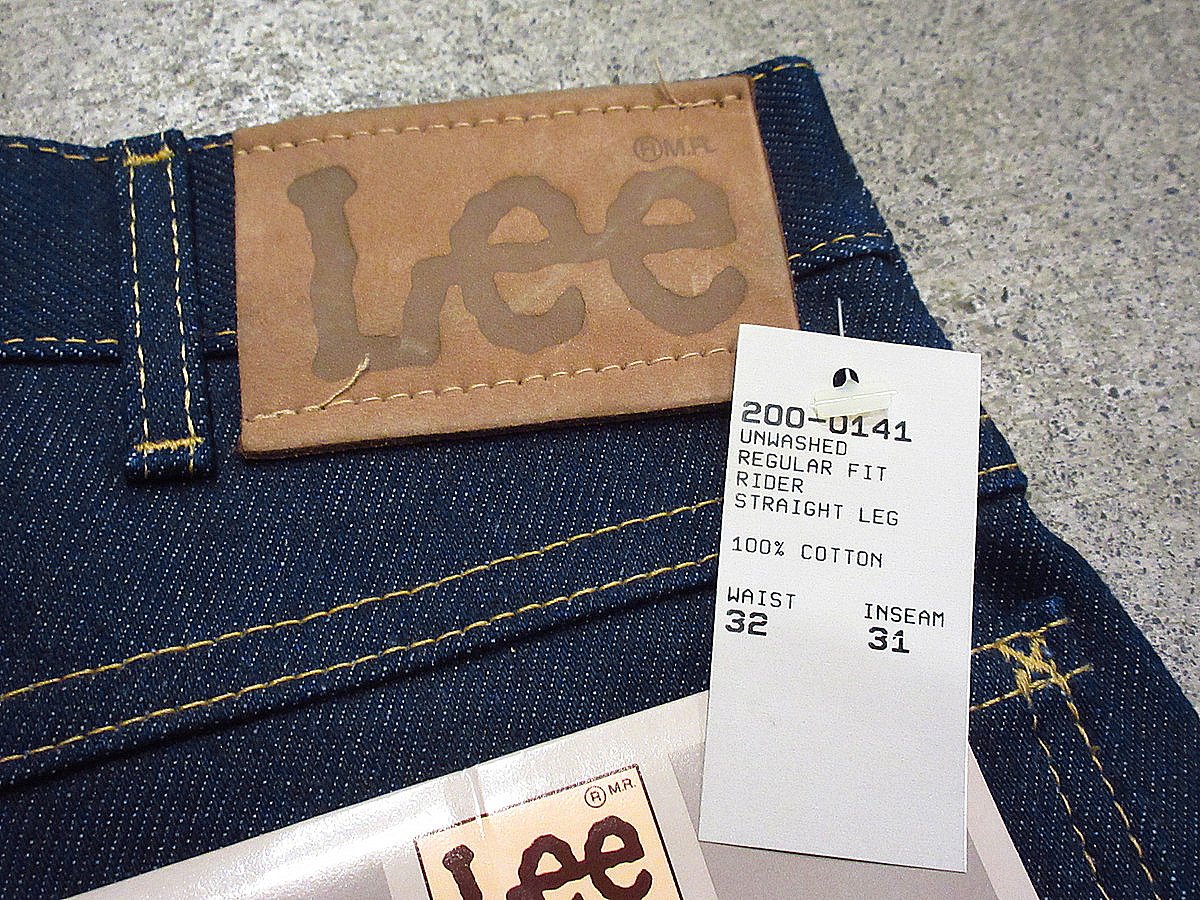 ® M.R.
Lee
200-0141
UNWASHED
REGULAR FIT
RIDER
STRAIGHT LEG
100% COTTON
WAIST INSEAM
32 31
® M.R.
Lee